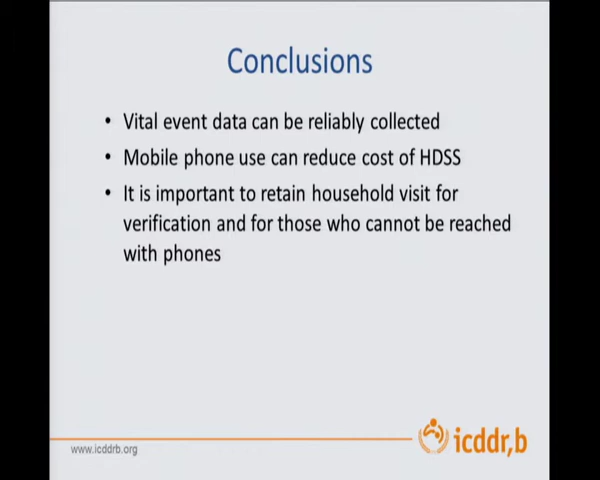 Conclusions
• Vital event data can be reliably collected
• Mobile phone use can reduce cost of HDSS
• It is important to retain household visit for
verification and for those who cannot be reached
with phones
www.icddrb.org
icddr,b